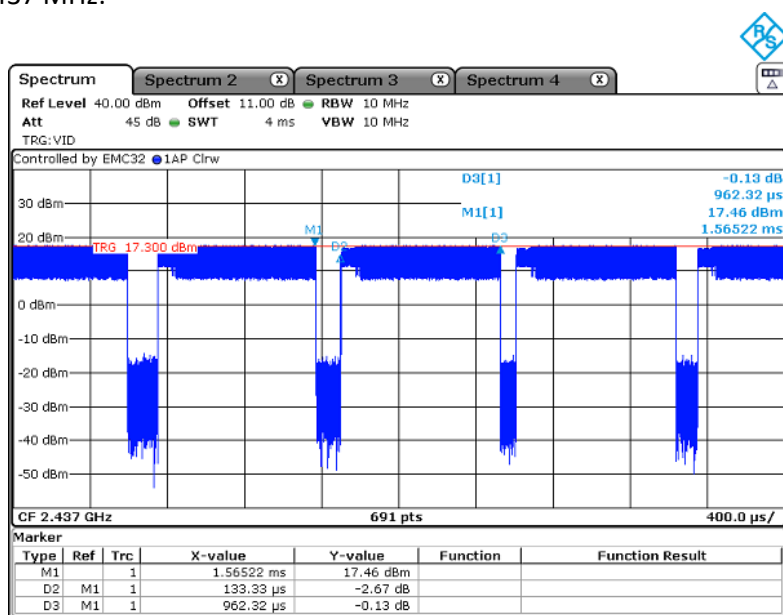 437 MHz.
R/S
Spectrum Spectrum 2 X Spectrum 3 X Spectrum 4 X
Ref Level 40.00 dBm Offset 11.00 dB RBW 10 MHz
Att 45 dB SWT 4 ms VBW 10 MHz
TRG:VID
Controlled by EMC32 1AP Clrw
D3[1] -0.13 dB
962.32 µs
30 dBm
M1[1] 17.46 dBm
1.56522 ms
M1
20 dBm
D2 D3
TRG 17.300 dBm
0 dBm
-10 dBm
-20 dBm
-30 dBm
-40 dBm
-50 dBm
CF 2.437 GHz 691 pts 400.0 µs/
Marker
Type Ref Trc X-value Y-value Function Function Result
M1 1 1.56522 ms 17.46 dBm
D2 M1 1 133.33 µs -2.67 dB
D3 M1 1 962.32 µs -0.13 dB